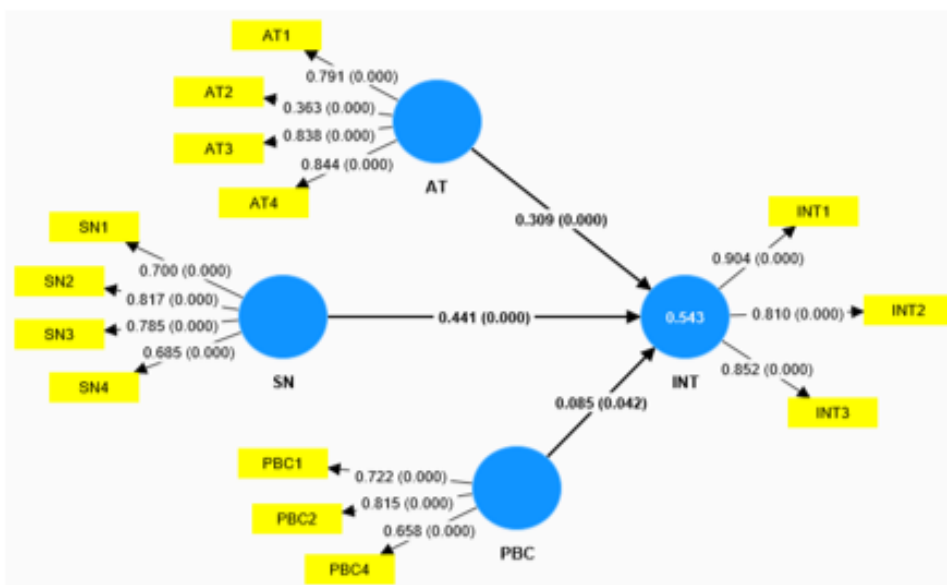 AT1
0.791 (0.000)
AT2
0.363 (0.000)
AT3
0.838 (0.000)
0.844 (0.000)
AT4
AT
0.309 (0.000)
SN1
0.700 (0.000)
SN2
0.817 (0.000)
SN3
0.785 (0.000)
0.685 (0.000)
SN4
SN
0.441 (0.000)
INT1
0.904 (0.000)
0.543
0.810 (0.000)
INT2
0.852 (0.000)
INT
INT3
0.085 (0.042)
PBC1
0.722 (0.000)
0.815 (0.000)
PBC2
0.658 (0.000)
PBC4
PBC